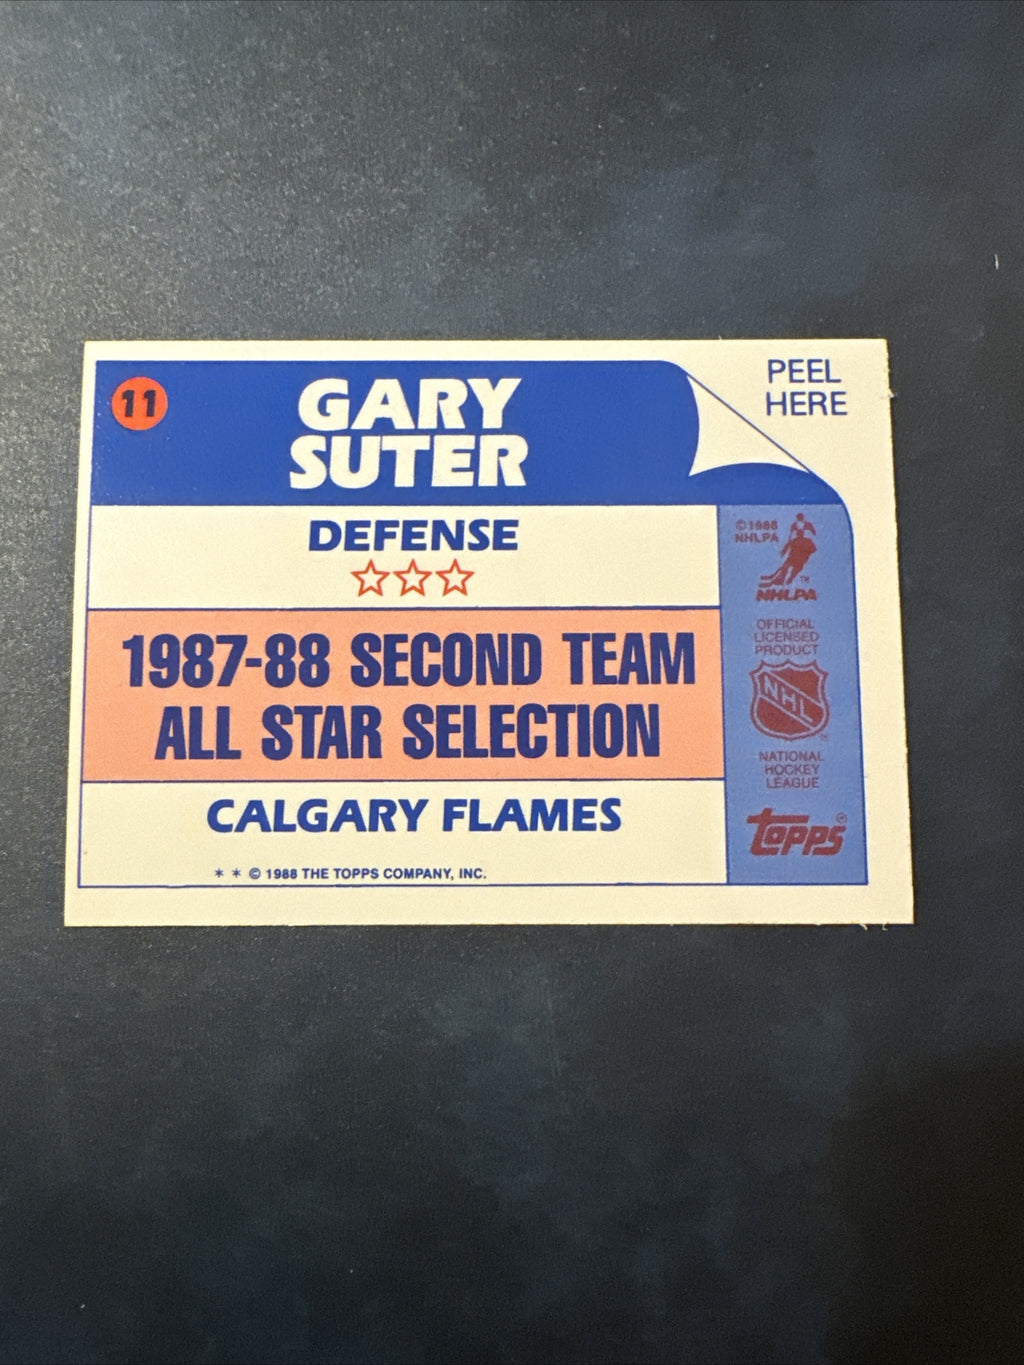 11
GARY
SUTER
PEEL
HERE
DEFENSE
1987-88 SECOND TEAM
ALL STAR SELECTION
CALGARY FLAMES
* * © 1988 THE TOPPS COMPANY, INC.
©1988
NHLPA
TM
NHLPA
OFFICIAL
LICENSED
PRODUCT
NHL
NATIONAL
HOCKEY
LEAGUE
topps®